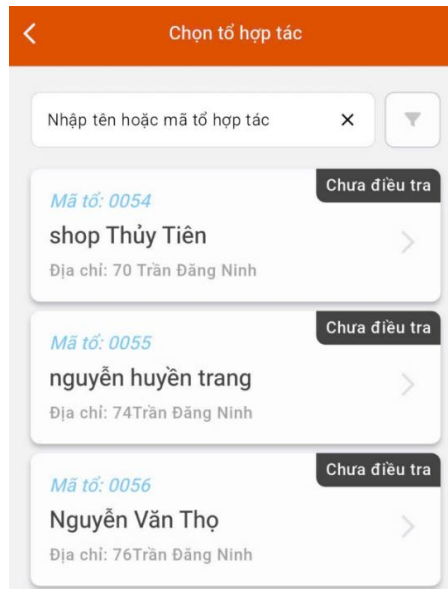 Chọn tổ hợp tác
Nhập tên hoặc mã tổ hợp tác
Chưa điều tra
Mã tổ: 0054
shop Thủy Tiên
Địa chỉ: 70 Trần Đăng Ninh
Chưa điều tra
Mã tổ: 0055
nguyễn huyền trang
Địa chỉ: 74Trần Đăng Ninh
Chưa điều tra
Mã tổ: 0056
Nguyễn Văn Thọ
Địa chỉ: 76Trần Đăng Ninh